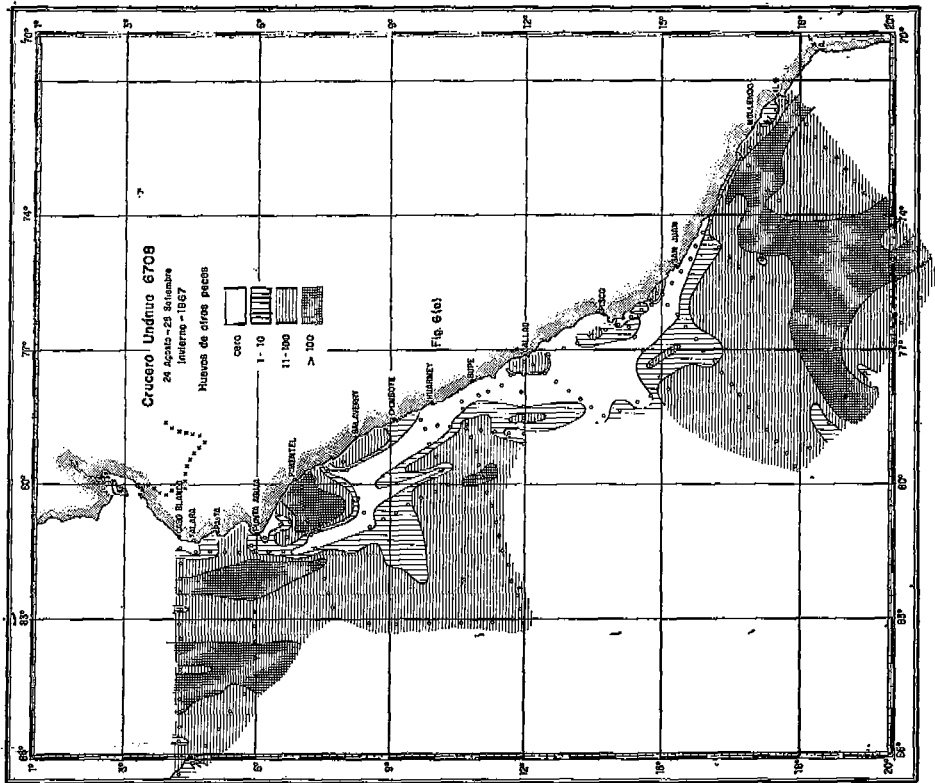 Crucero Unánue 6708
24 Agosto - 28 Setiembre
Invierno - 1967
Huevos de otros peces
cero
1 - 10
11 - 100
> 100
Fig. 6(c)
CABO BLANCO
TALARA
PAITA
PUNTA AGUJA
PIMENTEL
SALAVERRY
CHIMBOTE
HUARMEY
SUPE
CALLAO
PISCO
SAN JUAN
MOLLENDO
ILO
1° 3° 6° 9° 12° 15° 18° 20°
70°
74°
77°
80°
83°
86°